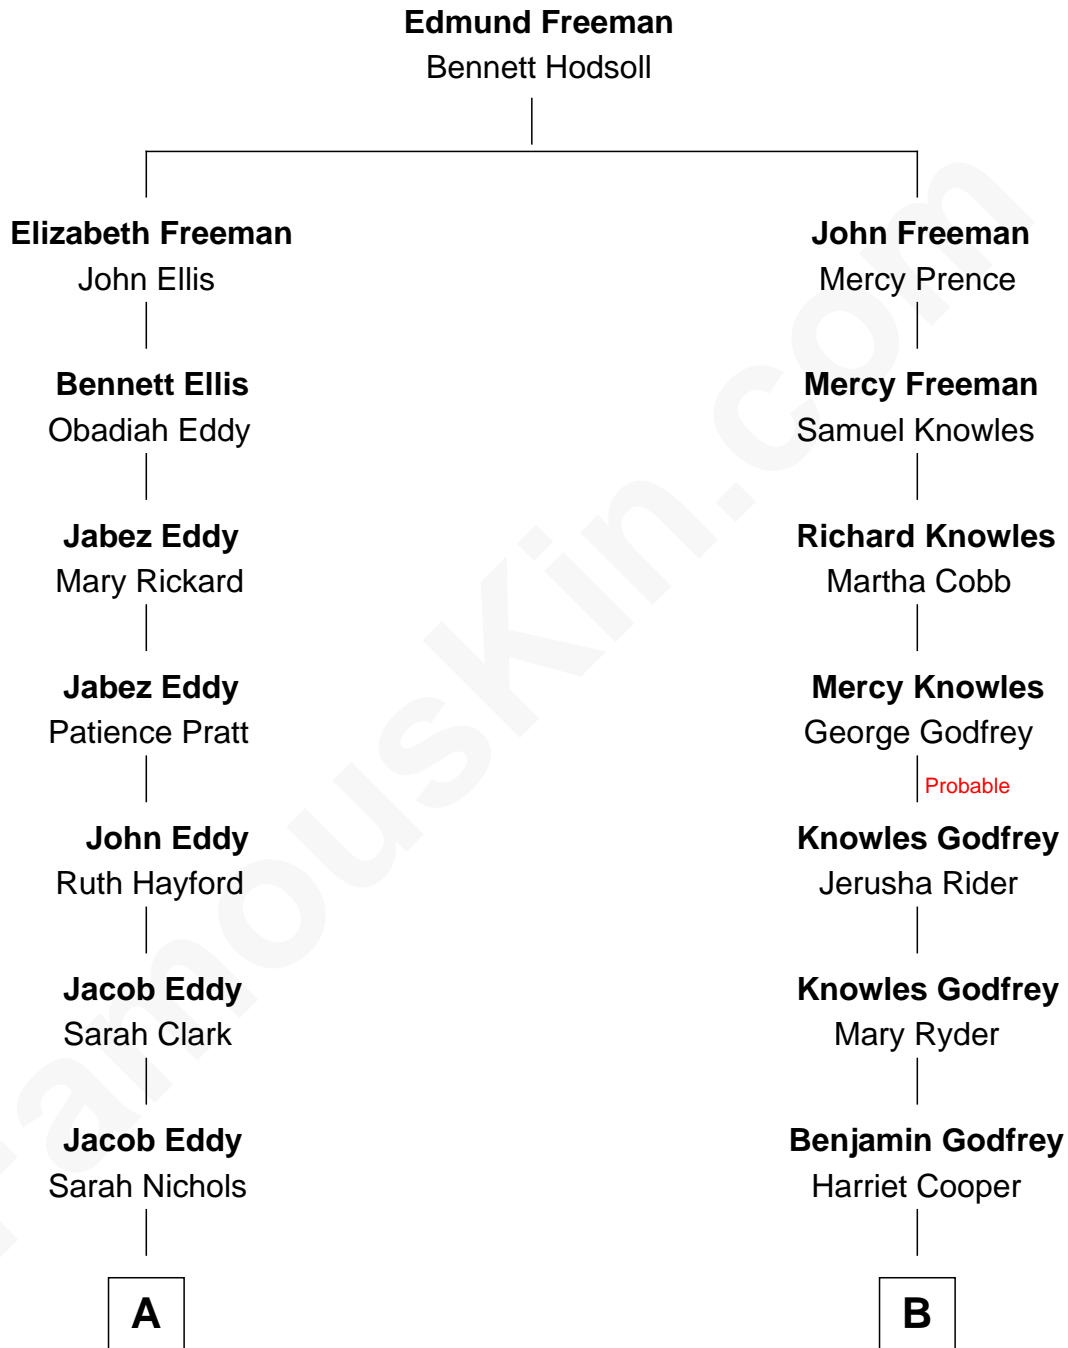 Edmund Freeman
Bennett Hodsoll
Elizabeth Freeman
John Ellis
Bennett Ellis
Obadiah Eddy
Jabez Eddy
Mary Rickard
Jabez Eddy
Patience Pratt
John Eddy
Ruth Hayford
Jacob Eddy
Sarah Clark
Jacob Eddy
Sarah Nichols
A
John Freeman
Mercy Prence
Mercy Freeman
Samuel Knowles
Richard Knowles
Martha Cobb
Mercy Knowles
George Godfrey
Probable
Knowles Godfrey
Jerusha Rider
Knowles Godfrey
Mary Ryder
Benjamin Godfrey
Harriet Cooper
B
FamousKin.com